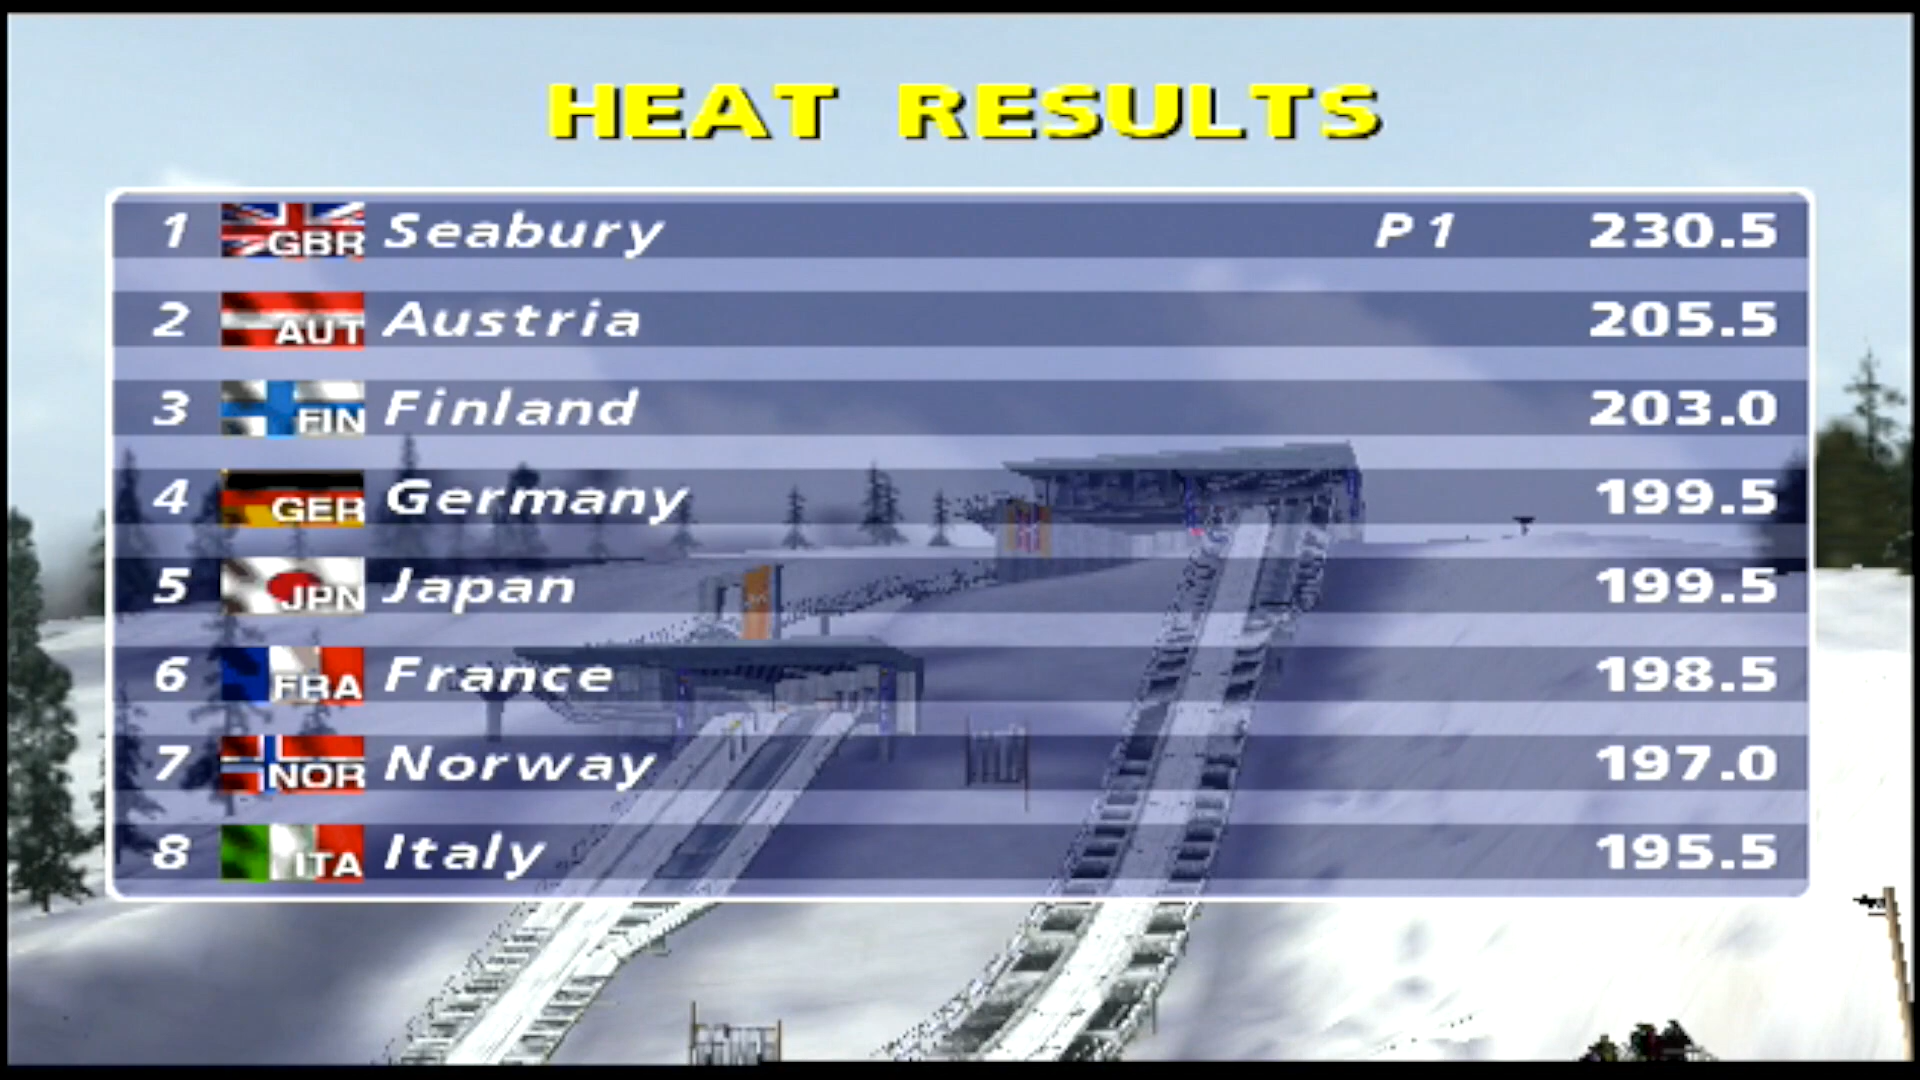 HEAT RESULTS
1 GBR Seabury P1 230.5
2 AUT Austria 205.5
3 FIN Finland 203.0
4 GER Germany 199.5
5 JPN Japan 199.5
6 FRA France 198.5
7 NOR Norway 197.0
8 ITA Italy 195.5